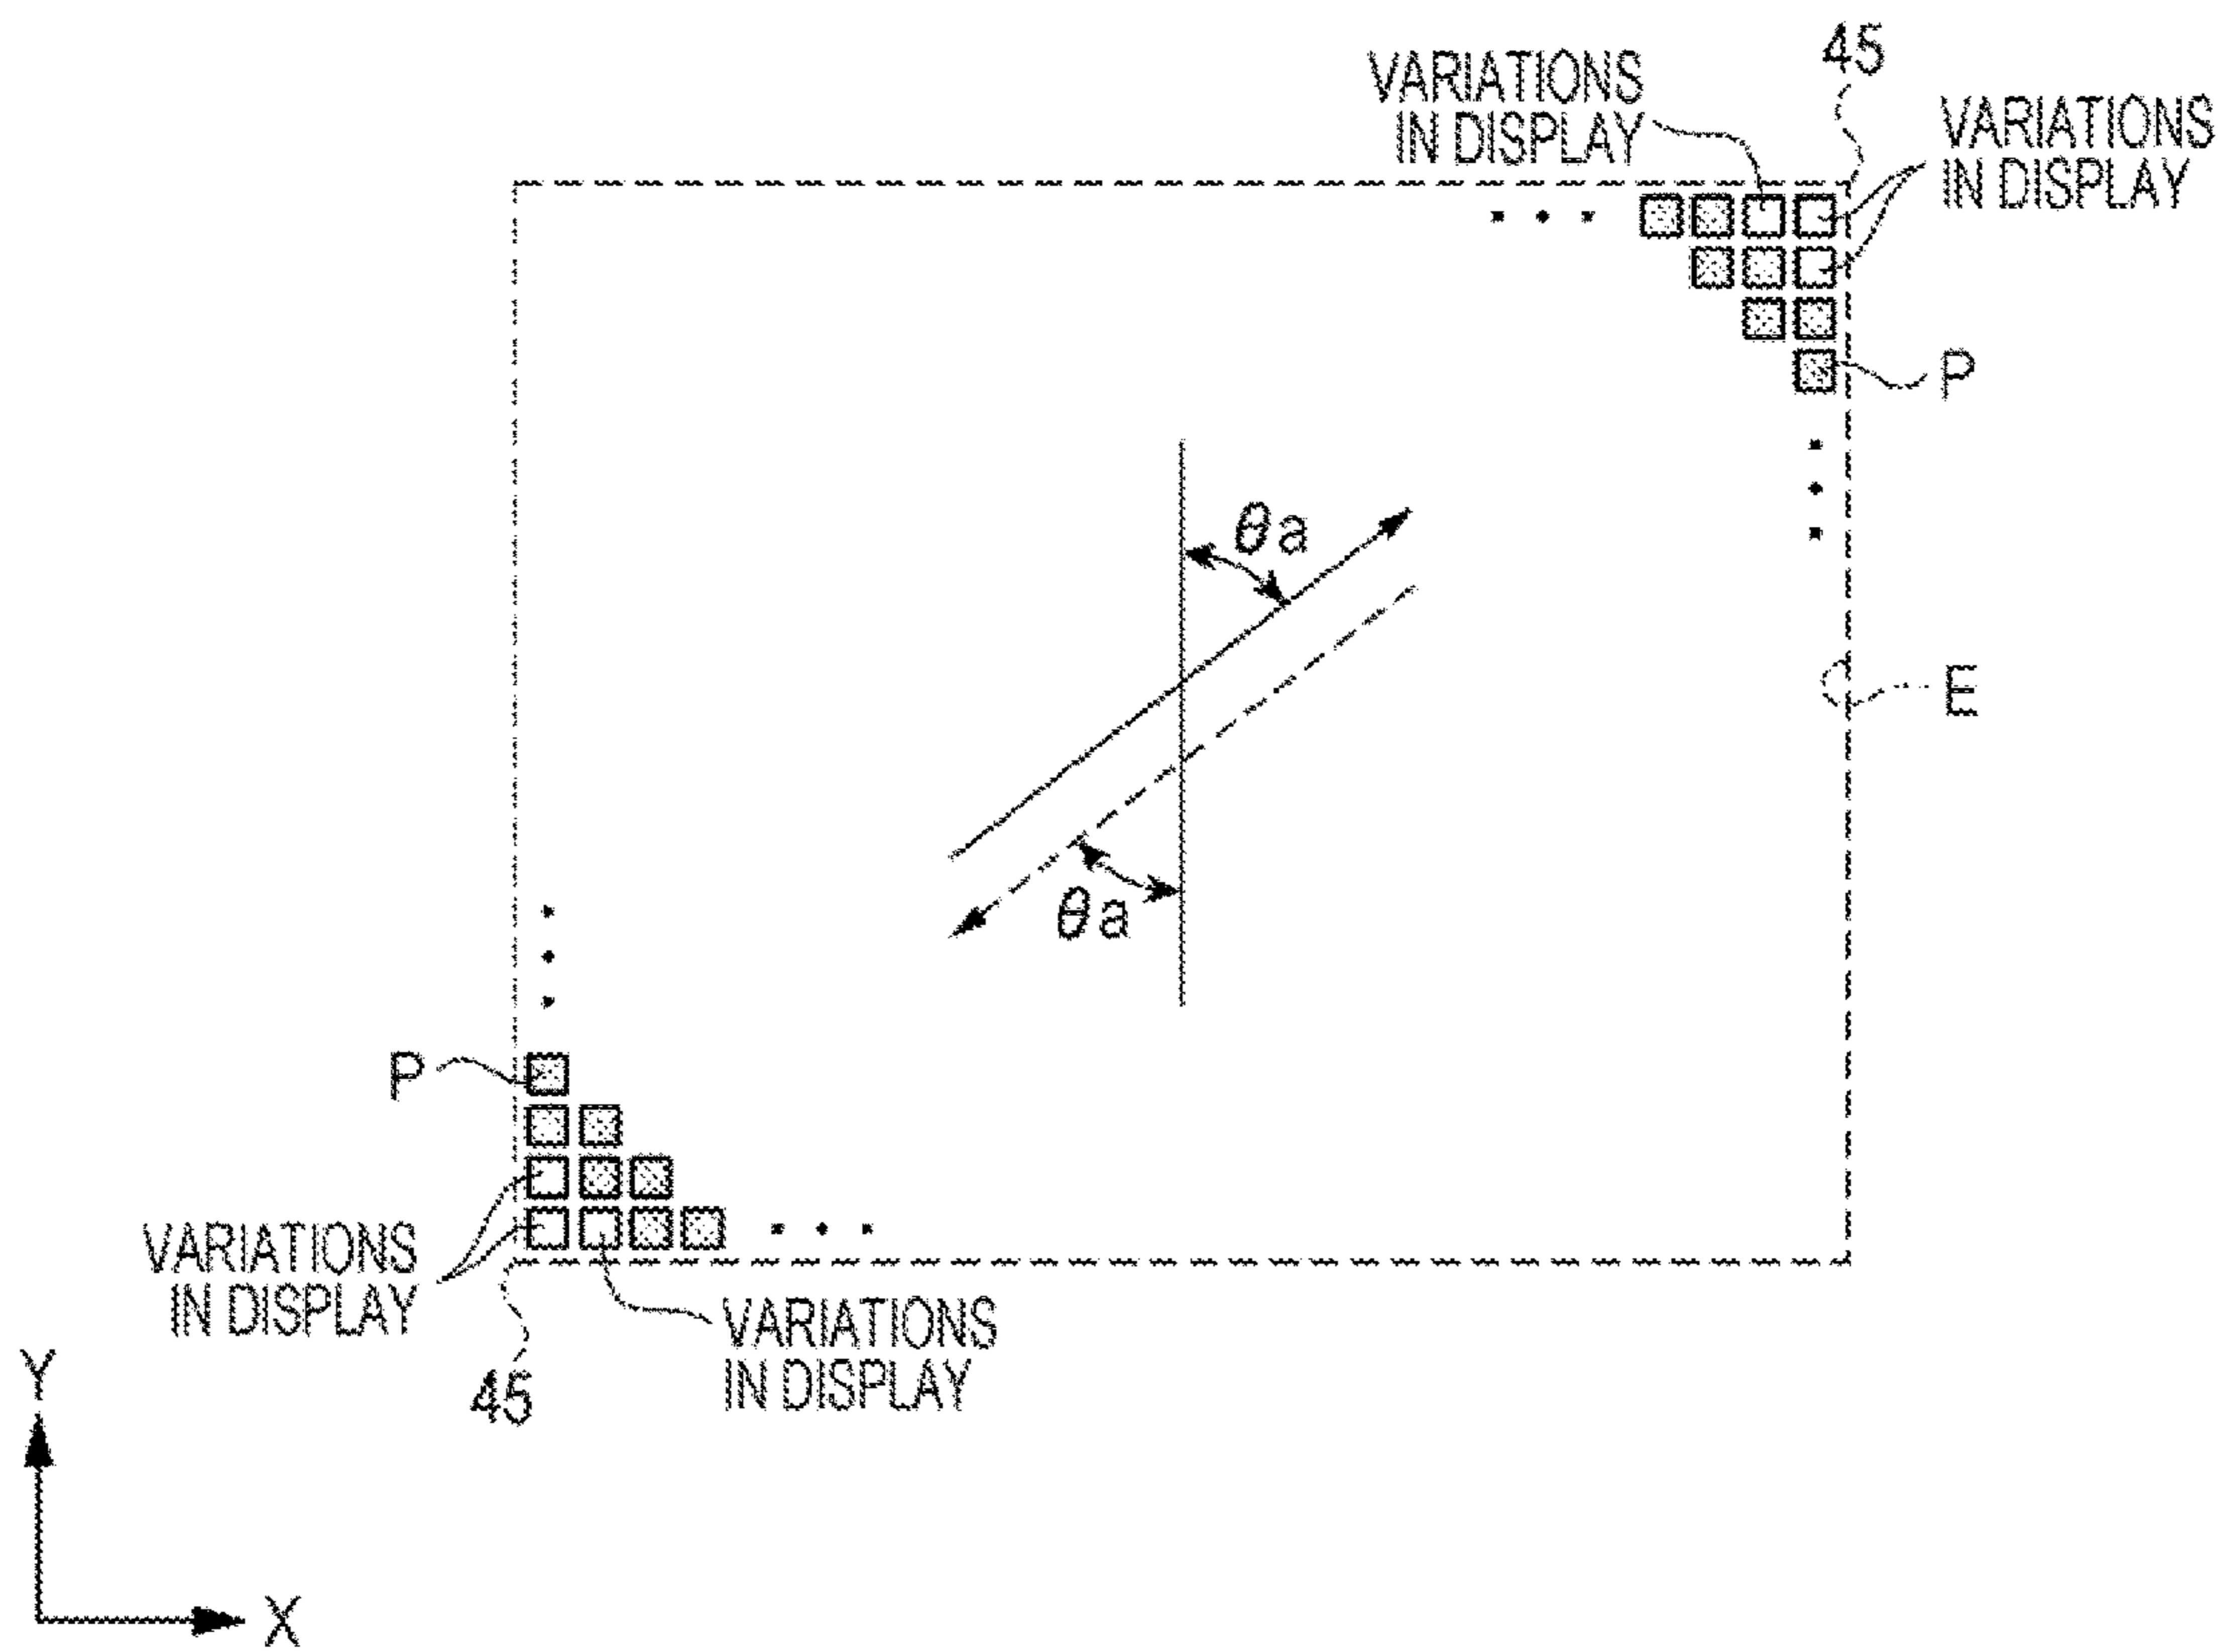 45
VARIATIONS
IN DISPLAY
VARIATIONS
IN DISPLAY
P
θa
E
θa
P
VARIATIONS
IN DISPLAY
VARIATIONS
IN DISPLAY
45
Y
X